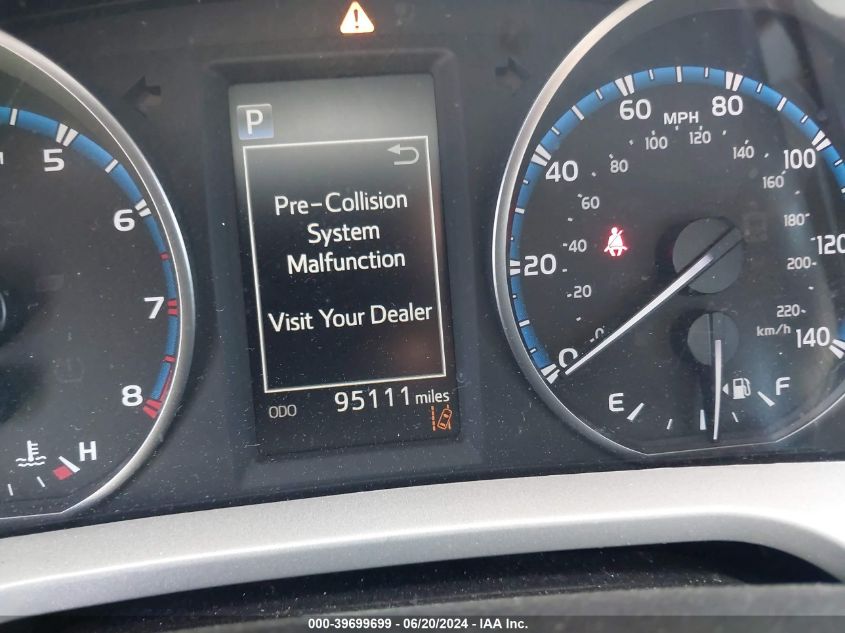 P
Pre-Collision
System
Malfunction
Visit Your Dealer
ODO 95111 miles
5
6
7
8
H
0
20
40
60
80
100
120
140
MPH
0
20
40
60
80
100
120
140
160
180
200
220
km/h
E F
000-39699699 / 06/20/2024 - IAA Inc.